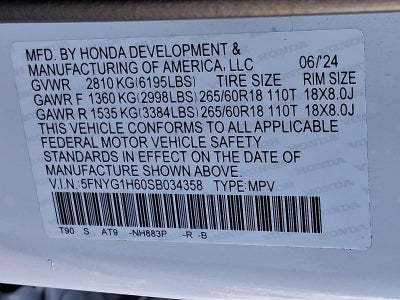 MFD. BY HONDA DEVELOPMENT &
MANUFACTURING OF AMERICA, LLC 06/'24
GVWR 2810 KG(6195LBS) TIRE SIZE RIM SIZE
GAWR F 1360 KG(2998LBS) 265/60R18 110T 18X8.0J
GAWR R 1535 KG(3384LBS) 265/60R18 110T 18X8.0J
THIS VEHICLE CONFORMS TO ALL APPLICABLE
FEDERAL MOTOR VEHICLE SAFETY
STANDARDS IN EFFECT ON THE DATE OF
MANUFACTURE SHOWN ABOVE.
V.I.N.: 5FNYG1H60SB034358 TYPE: MPV
T90 S AT9 -NH883P -R -B